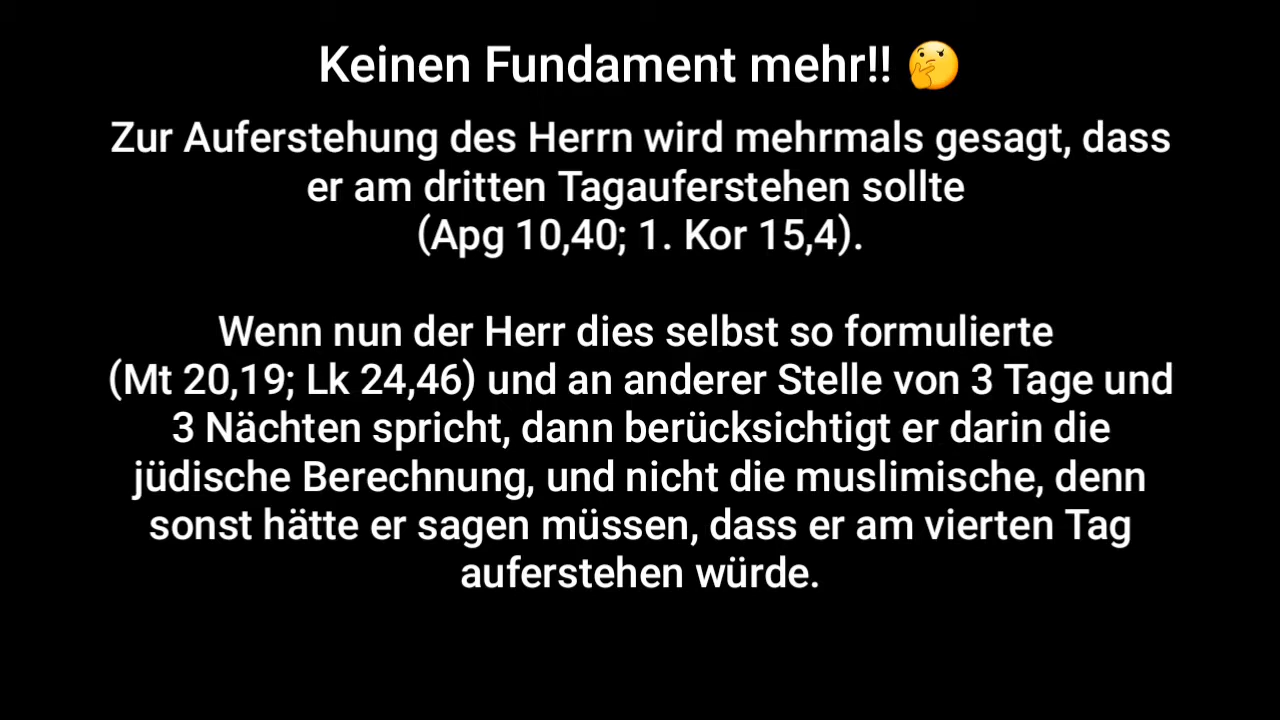 Keinen Fundament mehr!! 🤔
Zur Auferstehung des Herrn wird mehrmals gesagt, dass
er am dritten Tagauferstehen sollte
(Apg 10,40; 1. Kor 15,4).
Wenn nun der Herr dies selbst so formulierte
(Mt 20,19; Lk 24,46) und an anderer Stelle von 3 Tage und
3 Nächten spricht, dann berücksichtigt er darin die
jüdische Berechnung, und nicht die muslimische, denn
sonst hätte er sagen müssen, dass er am vierten Tag
auferstehen würde.